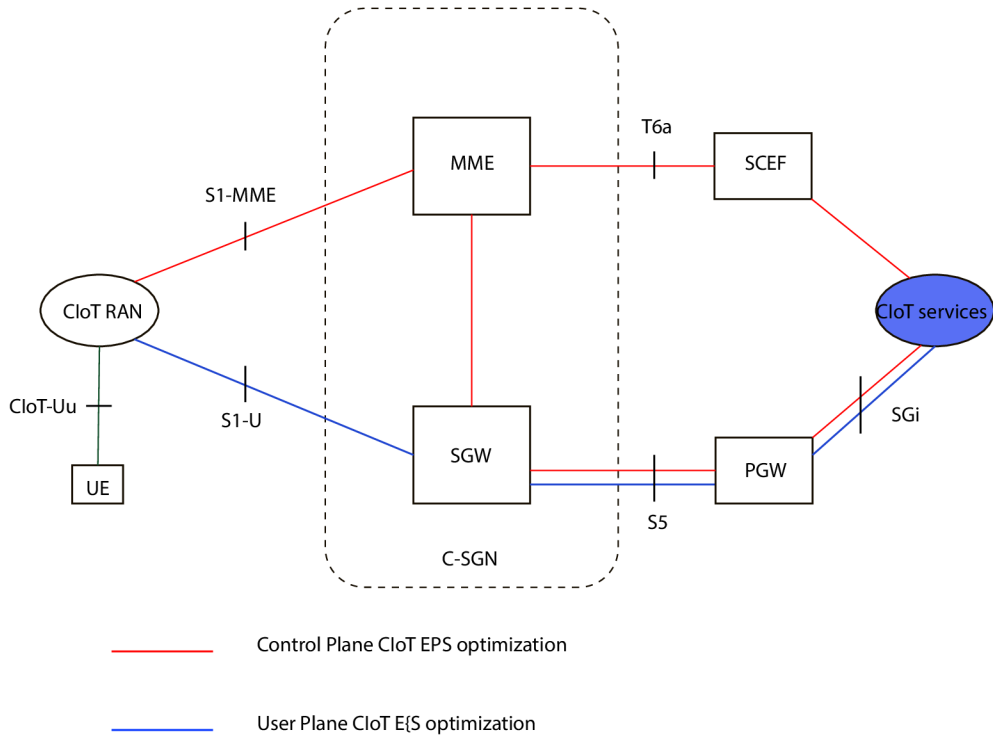 T6a
MME
SCEF
S1-MME
CIoT RAN
CIoT services
CIoT-Uu
S1-U
SGi
SGW
PGW
UE
S5
C-SGN
Control Plane CIoT EPS optimization
User Plane CIoT E{S optimization